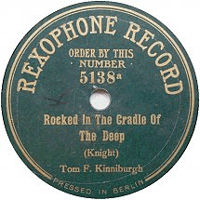 REXOPHONE RECORD
ORDER BY THIS
NUMBER
5138a
Rocked In The Cradle Of
The Deep
(Knight)
Tom F. Kinniburgh
PRESSED IN BERLIN